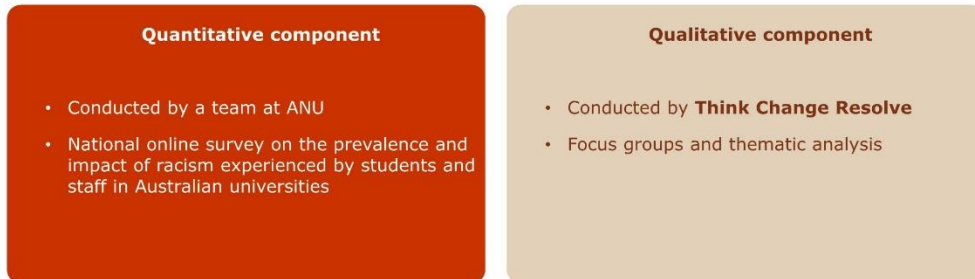 Quantitative component
• Conducted by a team at ANU
• National online survey on the prevalence and
impact of racism experienced by students and
staff in Australian universities
Qualitative component
• Conducted by Think Change Resolve
• Focus groups and thematic analysis